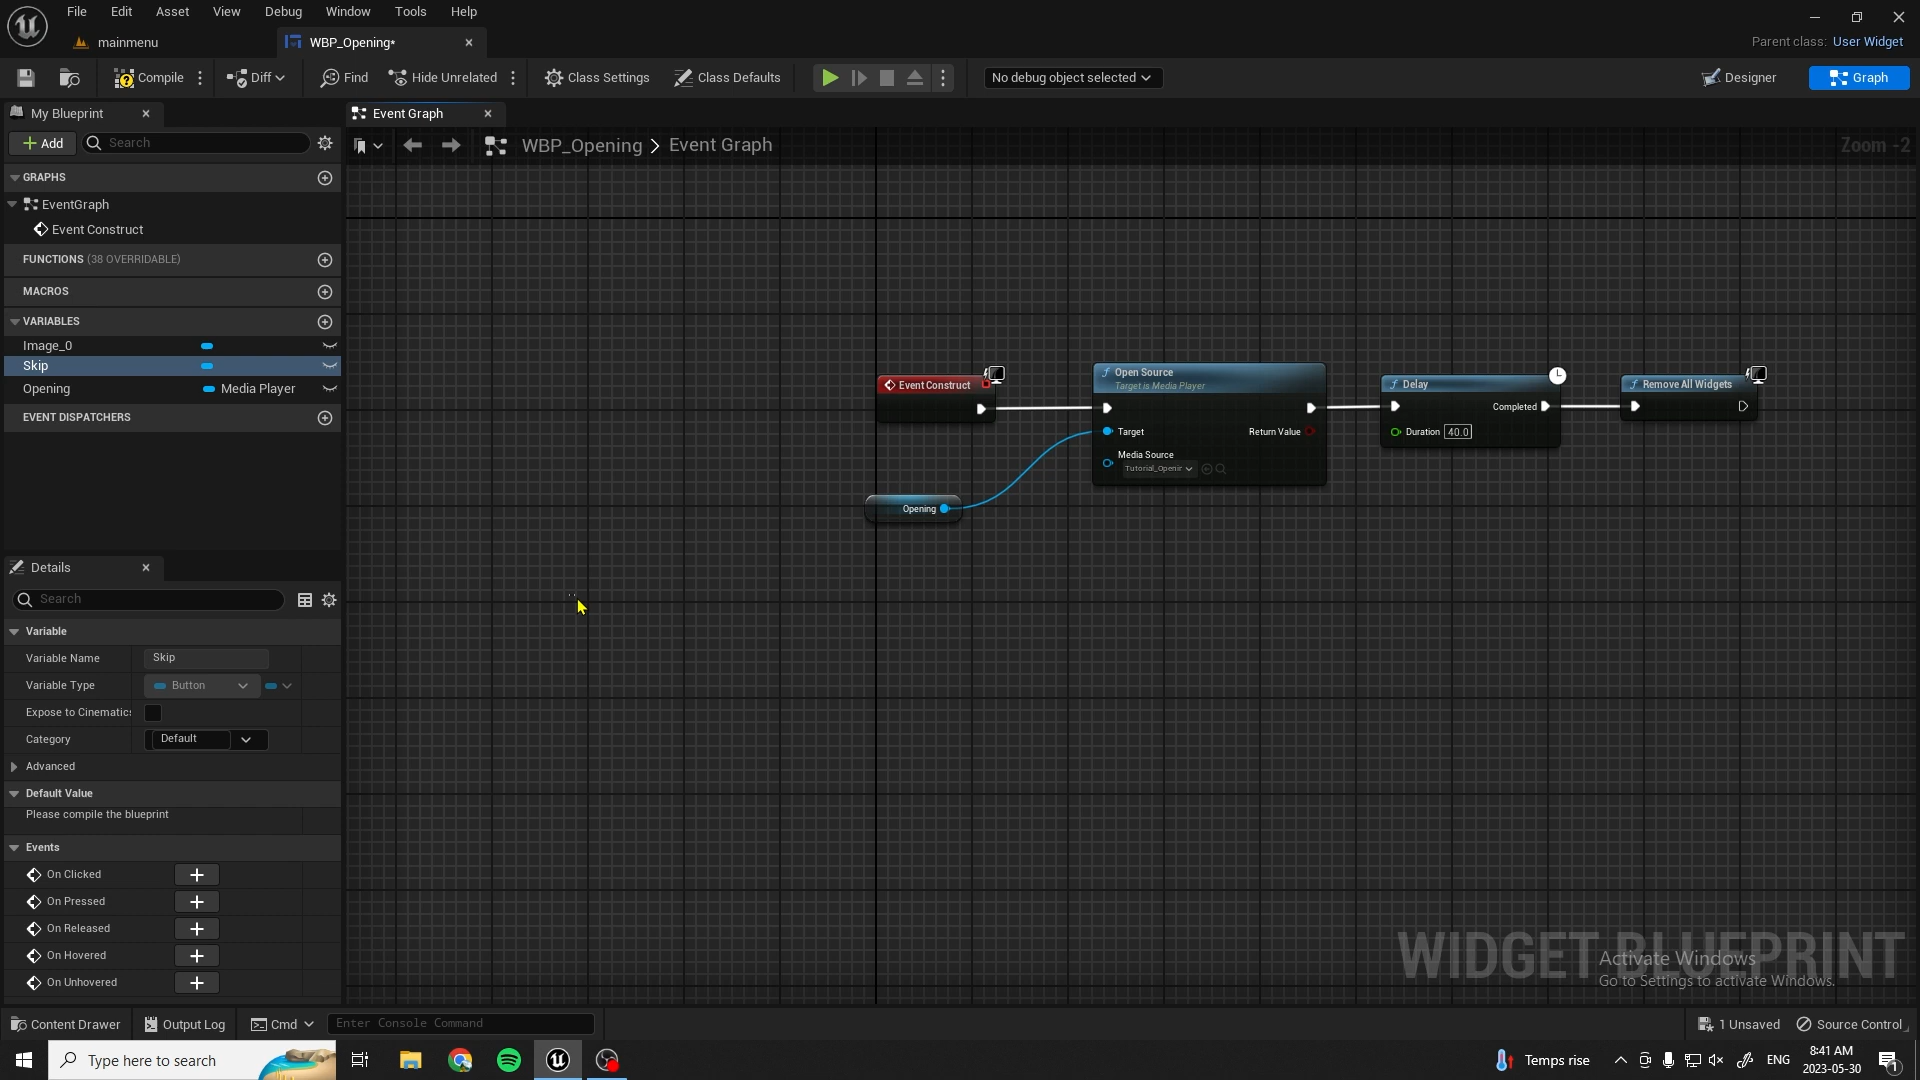 File Edit Asset View Debug Window Tools Help
mainmenu
WBP_Opening*
Parent class: User Widget
Compile
Diff
Find
Hide Unrelated
Class Settings
Class Defaults
No debug object selected
Designer
Graph
My Blueprint
Event Graph
Add
Search
WBP_Opening > Event Graph
Zoom -2
GRAPHS
EventGraph
Event Construct
FUNCTIONS (38 OVERRIDABLE)
MACROS
VARIABLES
Image_0
Skip
Opening Media Player
EVENT DISPATCHERS
Event Construct
Open Source
Target is Media Player
Target
Return Value
Media Source
Tutorial_Openir
Opening
Delay
Completed
Duration 40.0
Remove All Widgets
Details
Search
Variable
Variable Name Skip
Variable Type Button
Expose to Cinematics
Category Default
Advanced
Default Value
Please compile the blueprint
Events
On Clicked
On Pressed
On Released
On Hovered
On Unhovered
WIDGET BLUEPRINT
Activate Windows
Go to Settings to activate Windows.
Content Drawer
Output Log
Cmd
Enter Console Command
1 Unsaved
Source Control
Type here to search
Temps rise
ENG
8:41 AM
2023-05-30
1